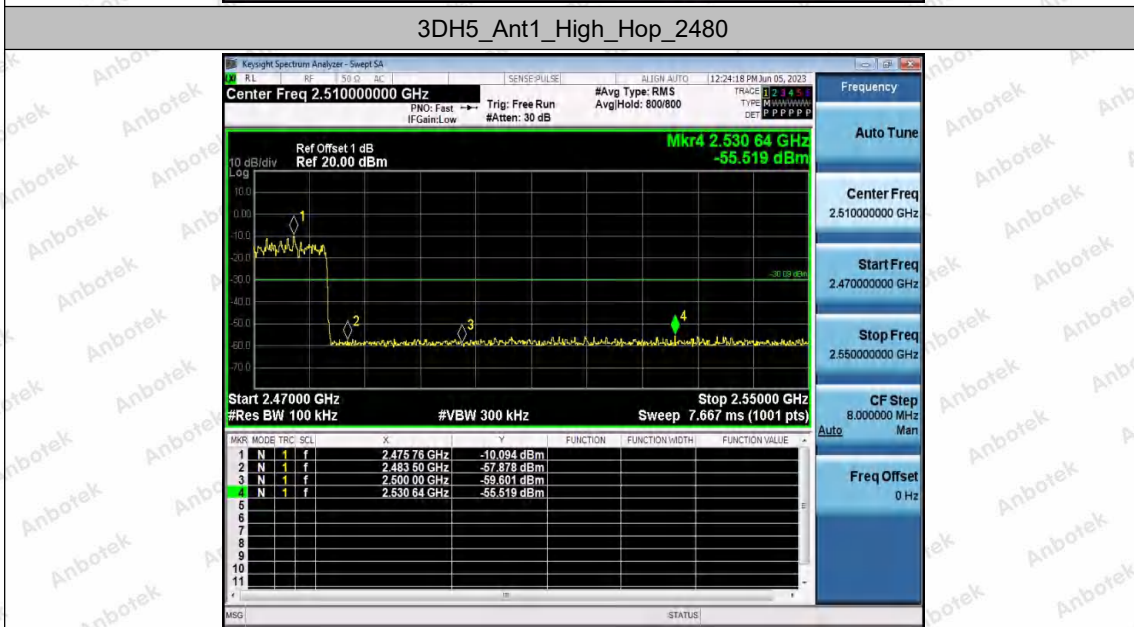 3DH5_Ant1_High_Hop_2480
Keysight Spectrum Analyzer - Swept SA
RL RF 50 Ω AC SENSE:PULSE ALIGN AUTO 12:24:18 PM Jun 05, 2023
Center Freq 2.510000000 GHz
PNO: Fast
IFGain:Low
Trig: Free Run
#Atten: 30 dB
#Avg Type: RMS
Avg|Hold: 800/800
TRACE 1 2 3 4 5 6
TYPE M W W W W W
DET P P P P P P
Frequency
Auto Tune
Center Freq
2.510000000 GHz
Start Freq
2.470000000 GHz
Stop Freq
2.550000000 GHz
CF Step
8.000000 MHz
Auto Man
Freq Offset
0 Hz
Mkr4 2.530 64 GHz
-55.519 dBm
Ref Offset 1 dB
10 dB/div Ref 20.00 dBm
Log
10.0
0.00
-10.0
-20.0
-30.0
-40.0
-50.0
-60.0
-70.0
1
2
3
4
-30.09 dBm
Start 2.47000 GHz Stop 2.55000 GHz
#Res BW 100 kHz #VBW 300 kHz Sweep 7.667 ms (1001 pts)
MKR MODE TRC SCL X Y FUNCTION FUNCTION WIDTH FUNCTION VALUE
1 N 1 f 2.475 76 GHz -10.094 dBm
2 N 1 f 2.483 50 GHz -57.878 dBm
3 N 1 f 2.500 00 GHz -59.601 dBm
4 N 1 f 2.530 64 GHz -55.519 dBm
5
6
7
8
9
10
11
MSG STATUS
Anbotek